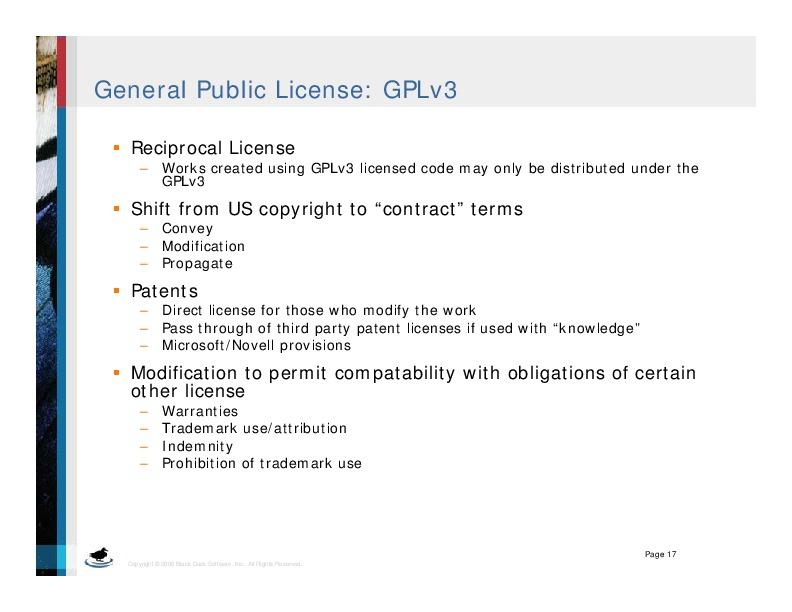 General Public License: GPLv3
▪ Reciprocal License
– Works created using GPLv3 licensed code may only be distributed under the
GPLv3
▪ Shift from US copyright to “contract” terms
– Convey
– Modification
– Propagate
▪ Patents
– Direct license for those who modify the work
– Pass through of third party patent licenses if used with “knowledge”
– Microsoft/Novell provisions
▪ Modification to permit compatability with obligations of certain
other license
– Warranties
– Trademark use/attribution
– Indemnity
– Prohibition of trademark use
Page 17
Copyright © Black Duck Software, Inc. All Rights Reserved.